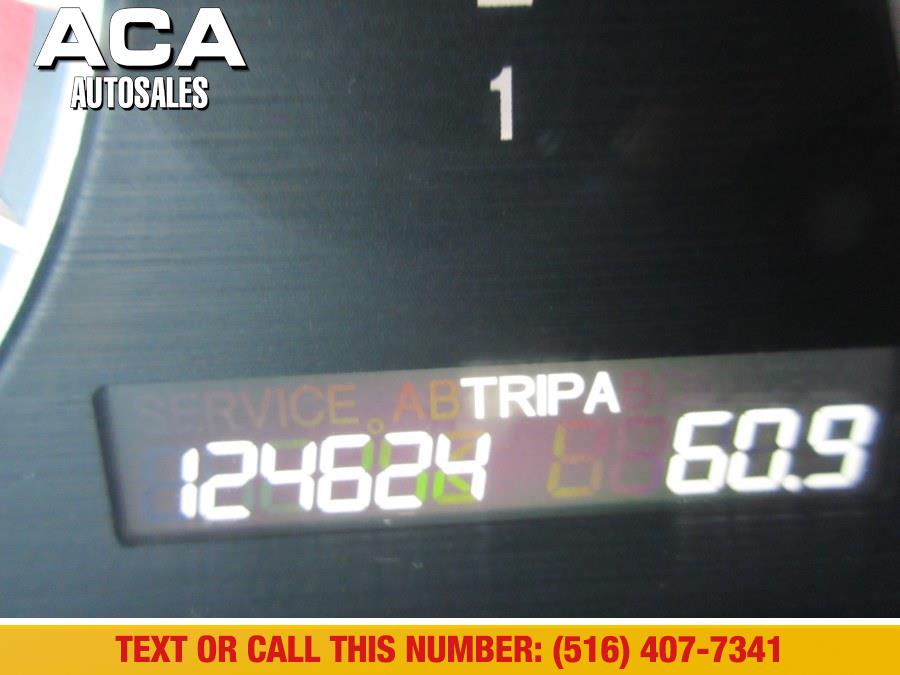 ACA
AUTOSALES
1
SERVICE AB TRIP A
124624 60.9
TEXT OR CALL THIS NUMBER: (516) 407-7341